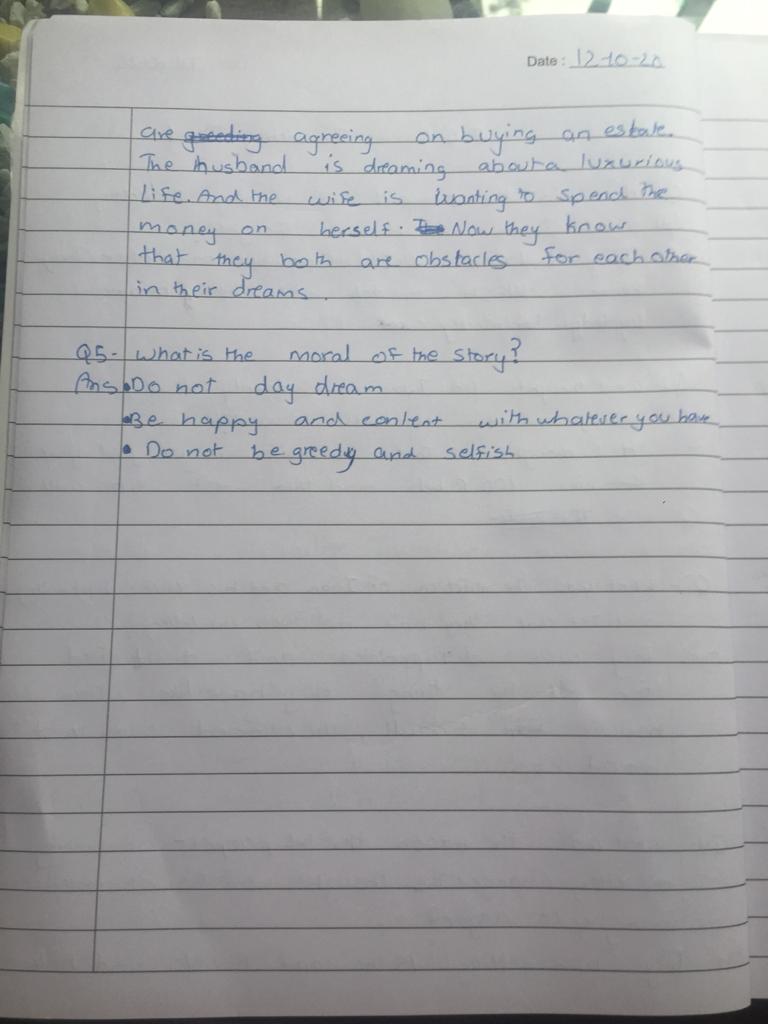 Date : 12-10-20
are greeding agreeing on buying an estate.
The husband is dreaming about a luxurious
life. And the wife is wanting to spend the
money on herself. Now they know
that they both are obstacles for each other
in their dreams.
Q5- What is the moral of the story?
Ans • Do not day dream
• Be happy and content with whatever you have
• Do not be greedy and selfish